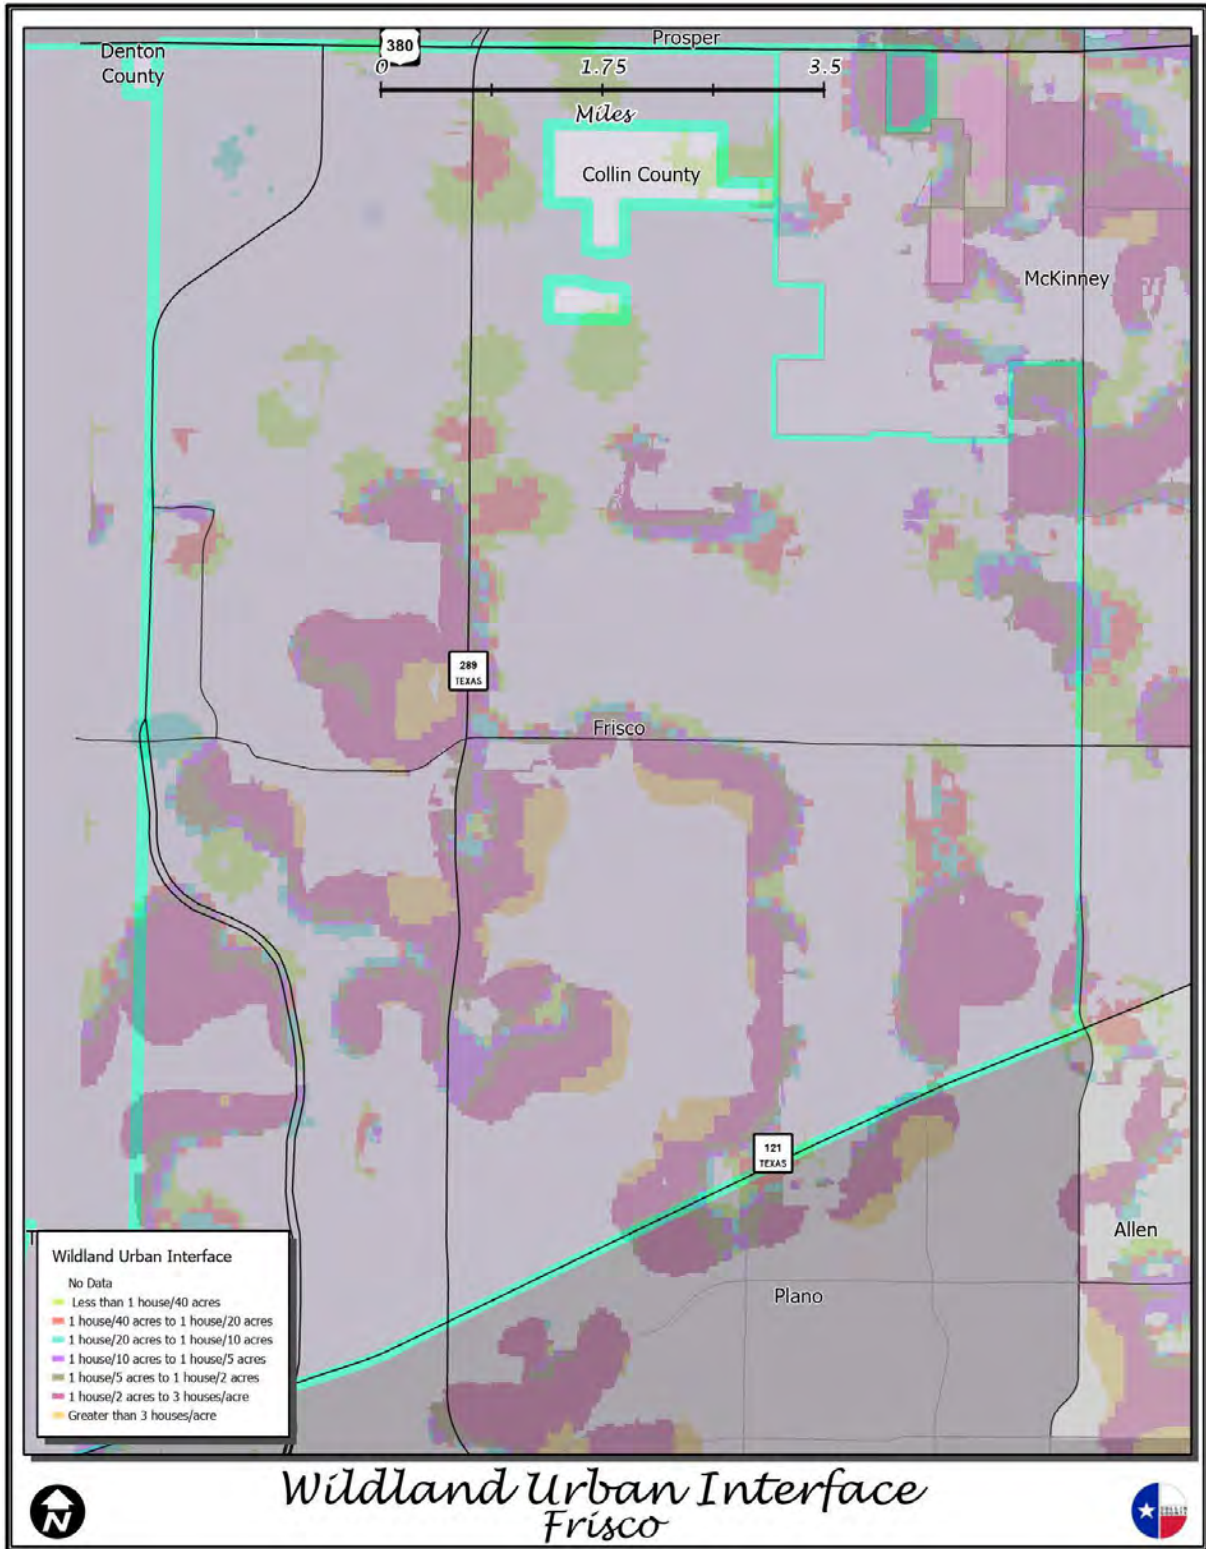 Prosper
380
Denton
County
0 1.75 3.5
Miles
Collin County
McKinney
289
TEXAS
Frisco
121
TEXAS
Allen
Plano
T
Wildland Urban Interface
No Data
Less than 1 house/40 acres
1 house/40 acres to 1 house/20 acres
1 house/20 acres to 1 house/10 acres
1 house/10 acres to 1 house/5 acres
1 house/5 acres to 1 house/2 acres
1 house/2 acres to 3 houses/acre
Greater than 3 houses/acre
N
Wildland Urban Interface
Frisco
COLLIN
COUNTY